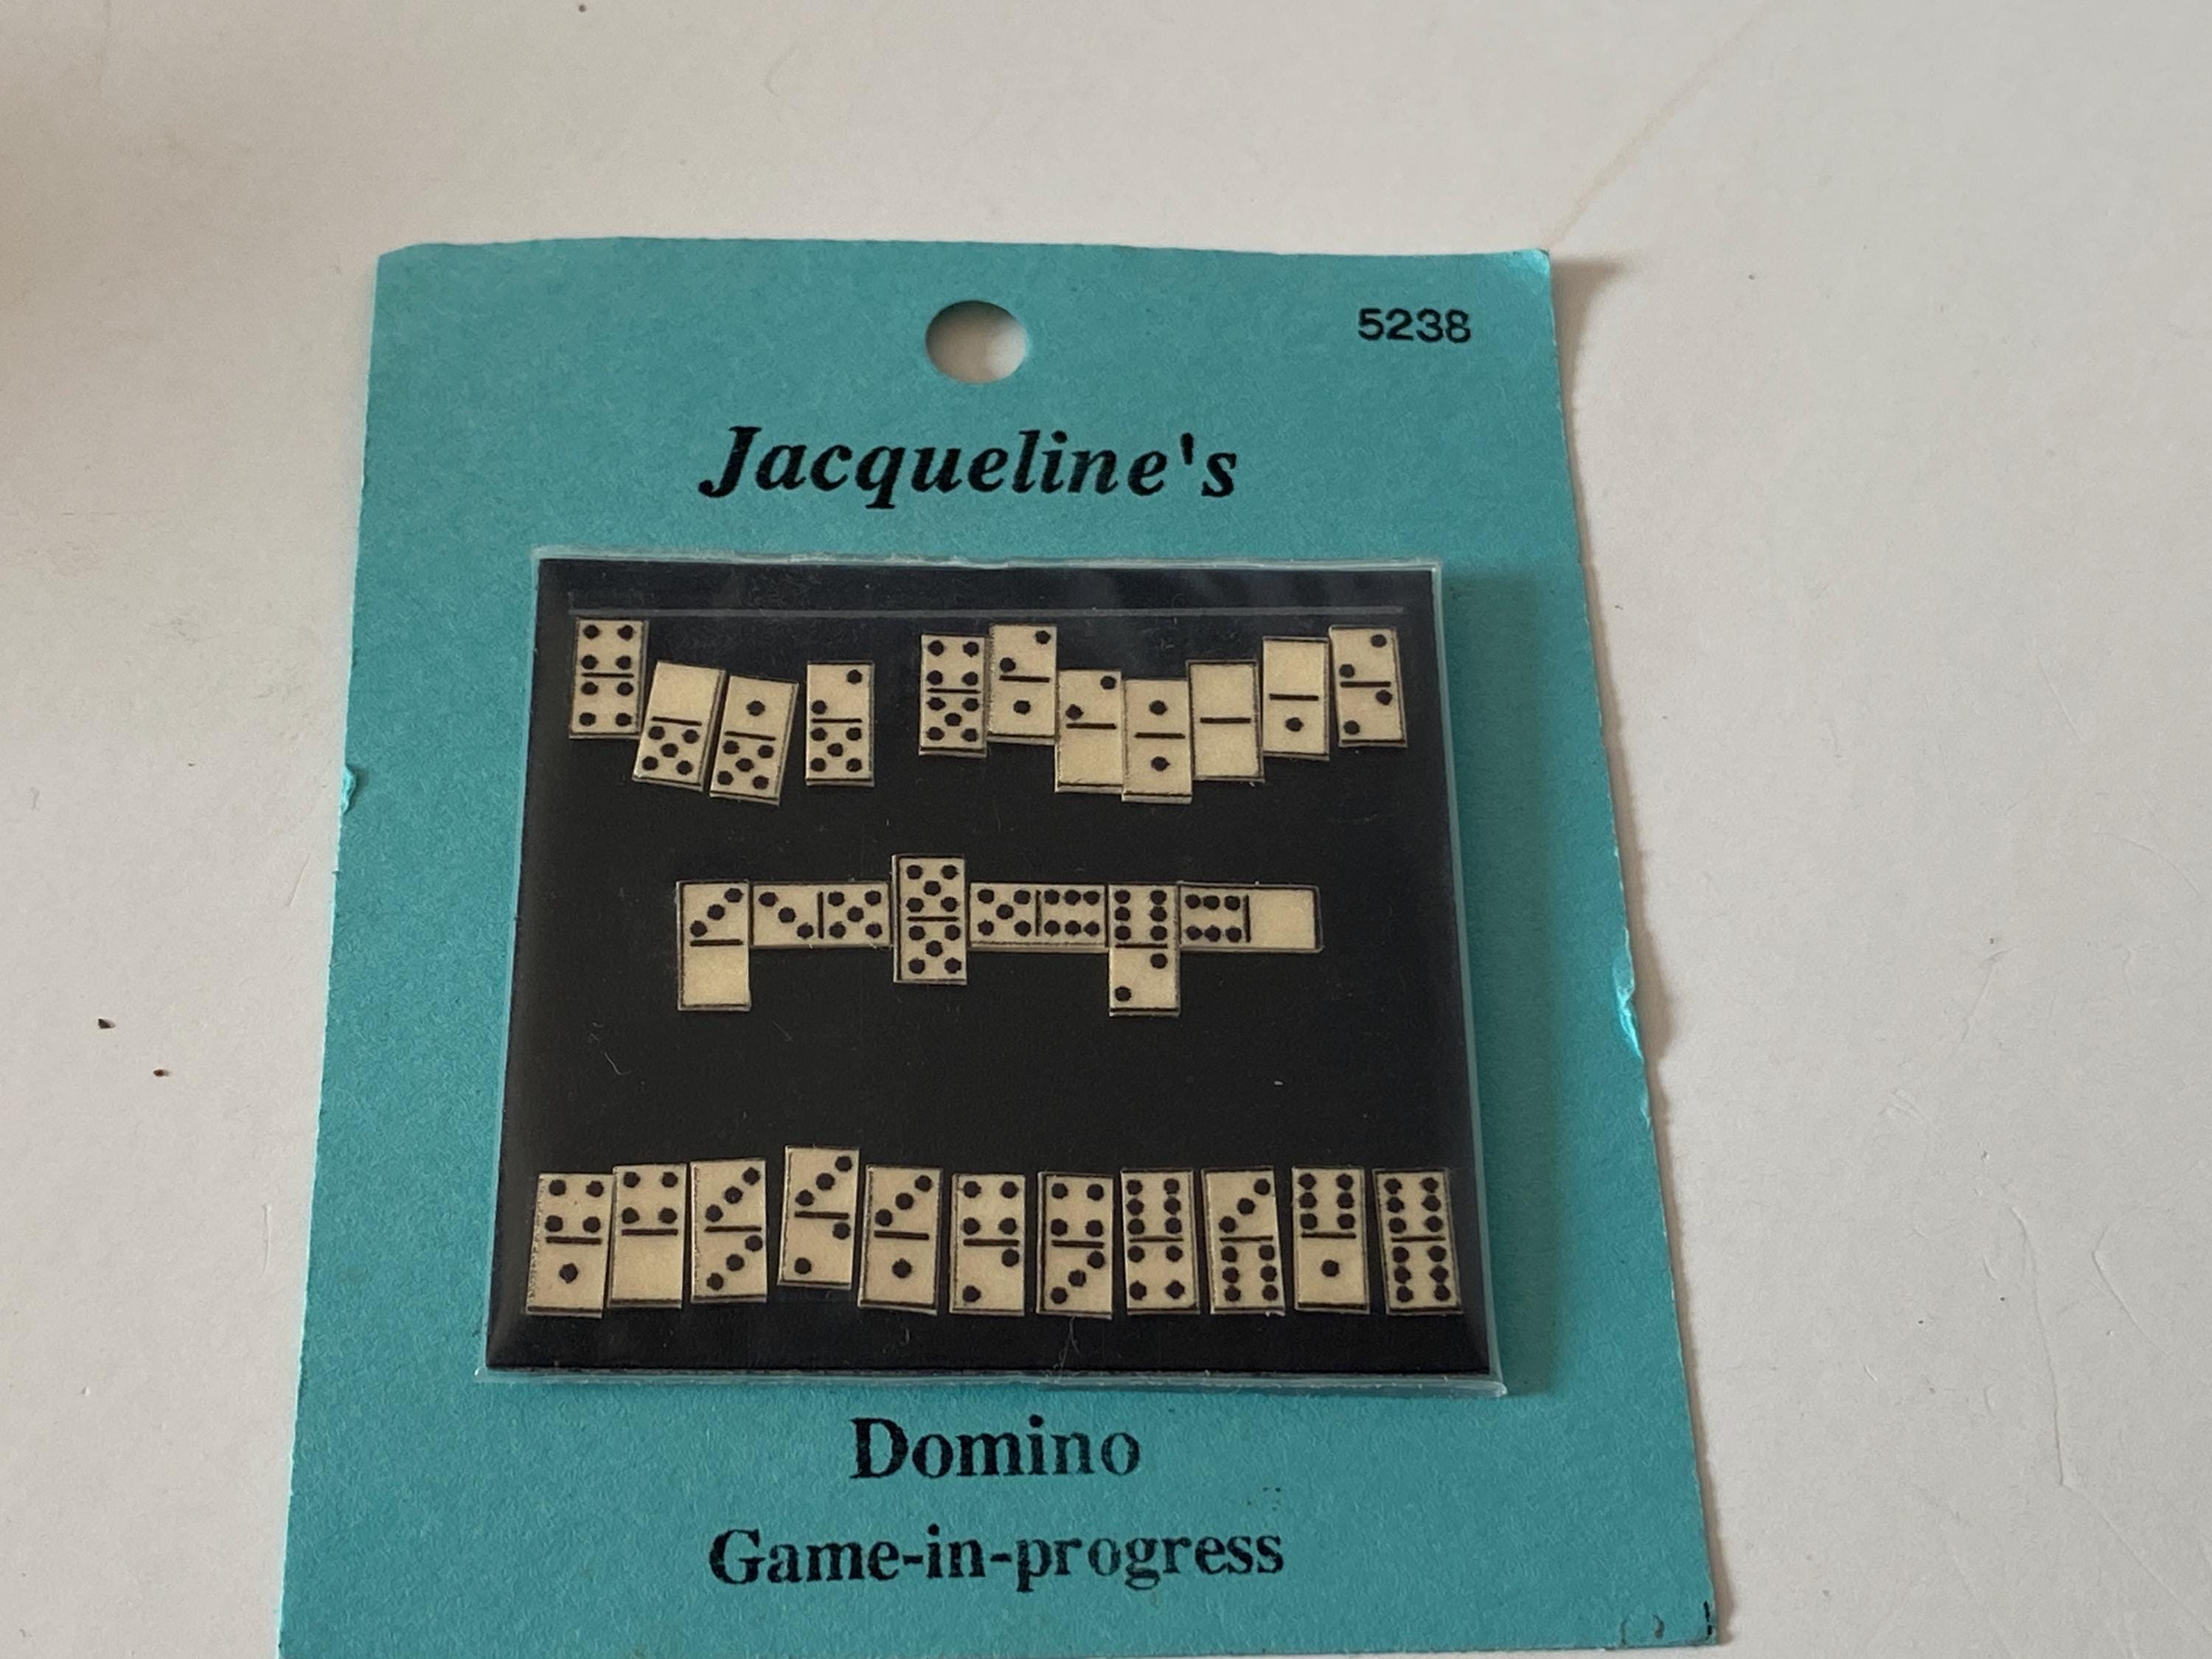 5238
Jacqueline's
Domino
Game-in-progress